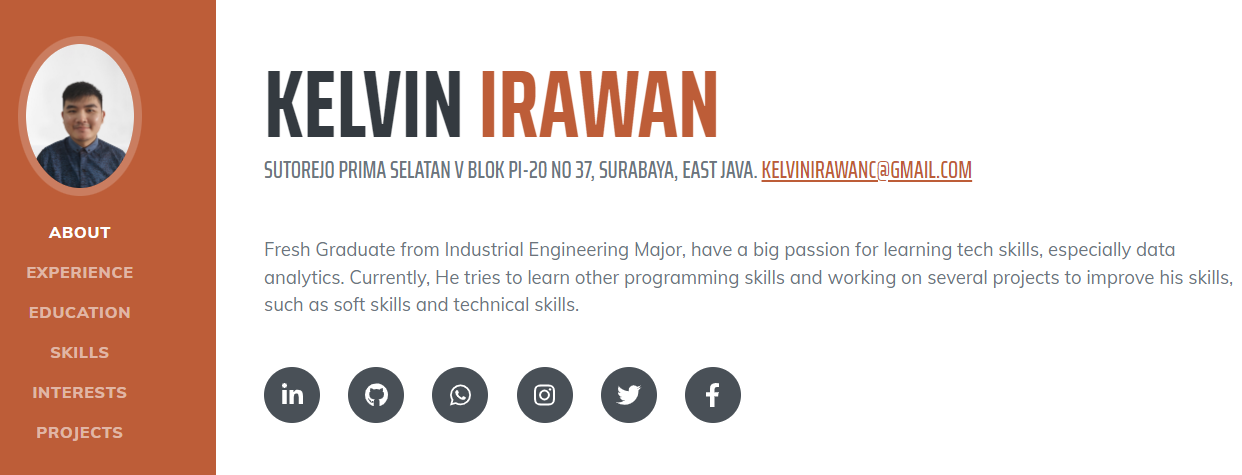 ABOUT
EXPERIENCE
EDUCATION
SKILLS
INTERESTS
PROJECTS
KELVIN IRAWAN
SUTOREJO PRIMA SELATAN V BLOK PI-20 NO 37, SURABAYA, EAST JAVA. KELVINIRAWANC@GMAIL.COM
Fresh Graduate from Industrial Engineering Major, have a big passion for learning tech skills, especially data
analytics. Currently, He tries to learn other programming skills and working on several projects to improve his skills,
such as soft skills and technical skills.